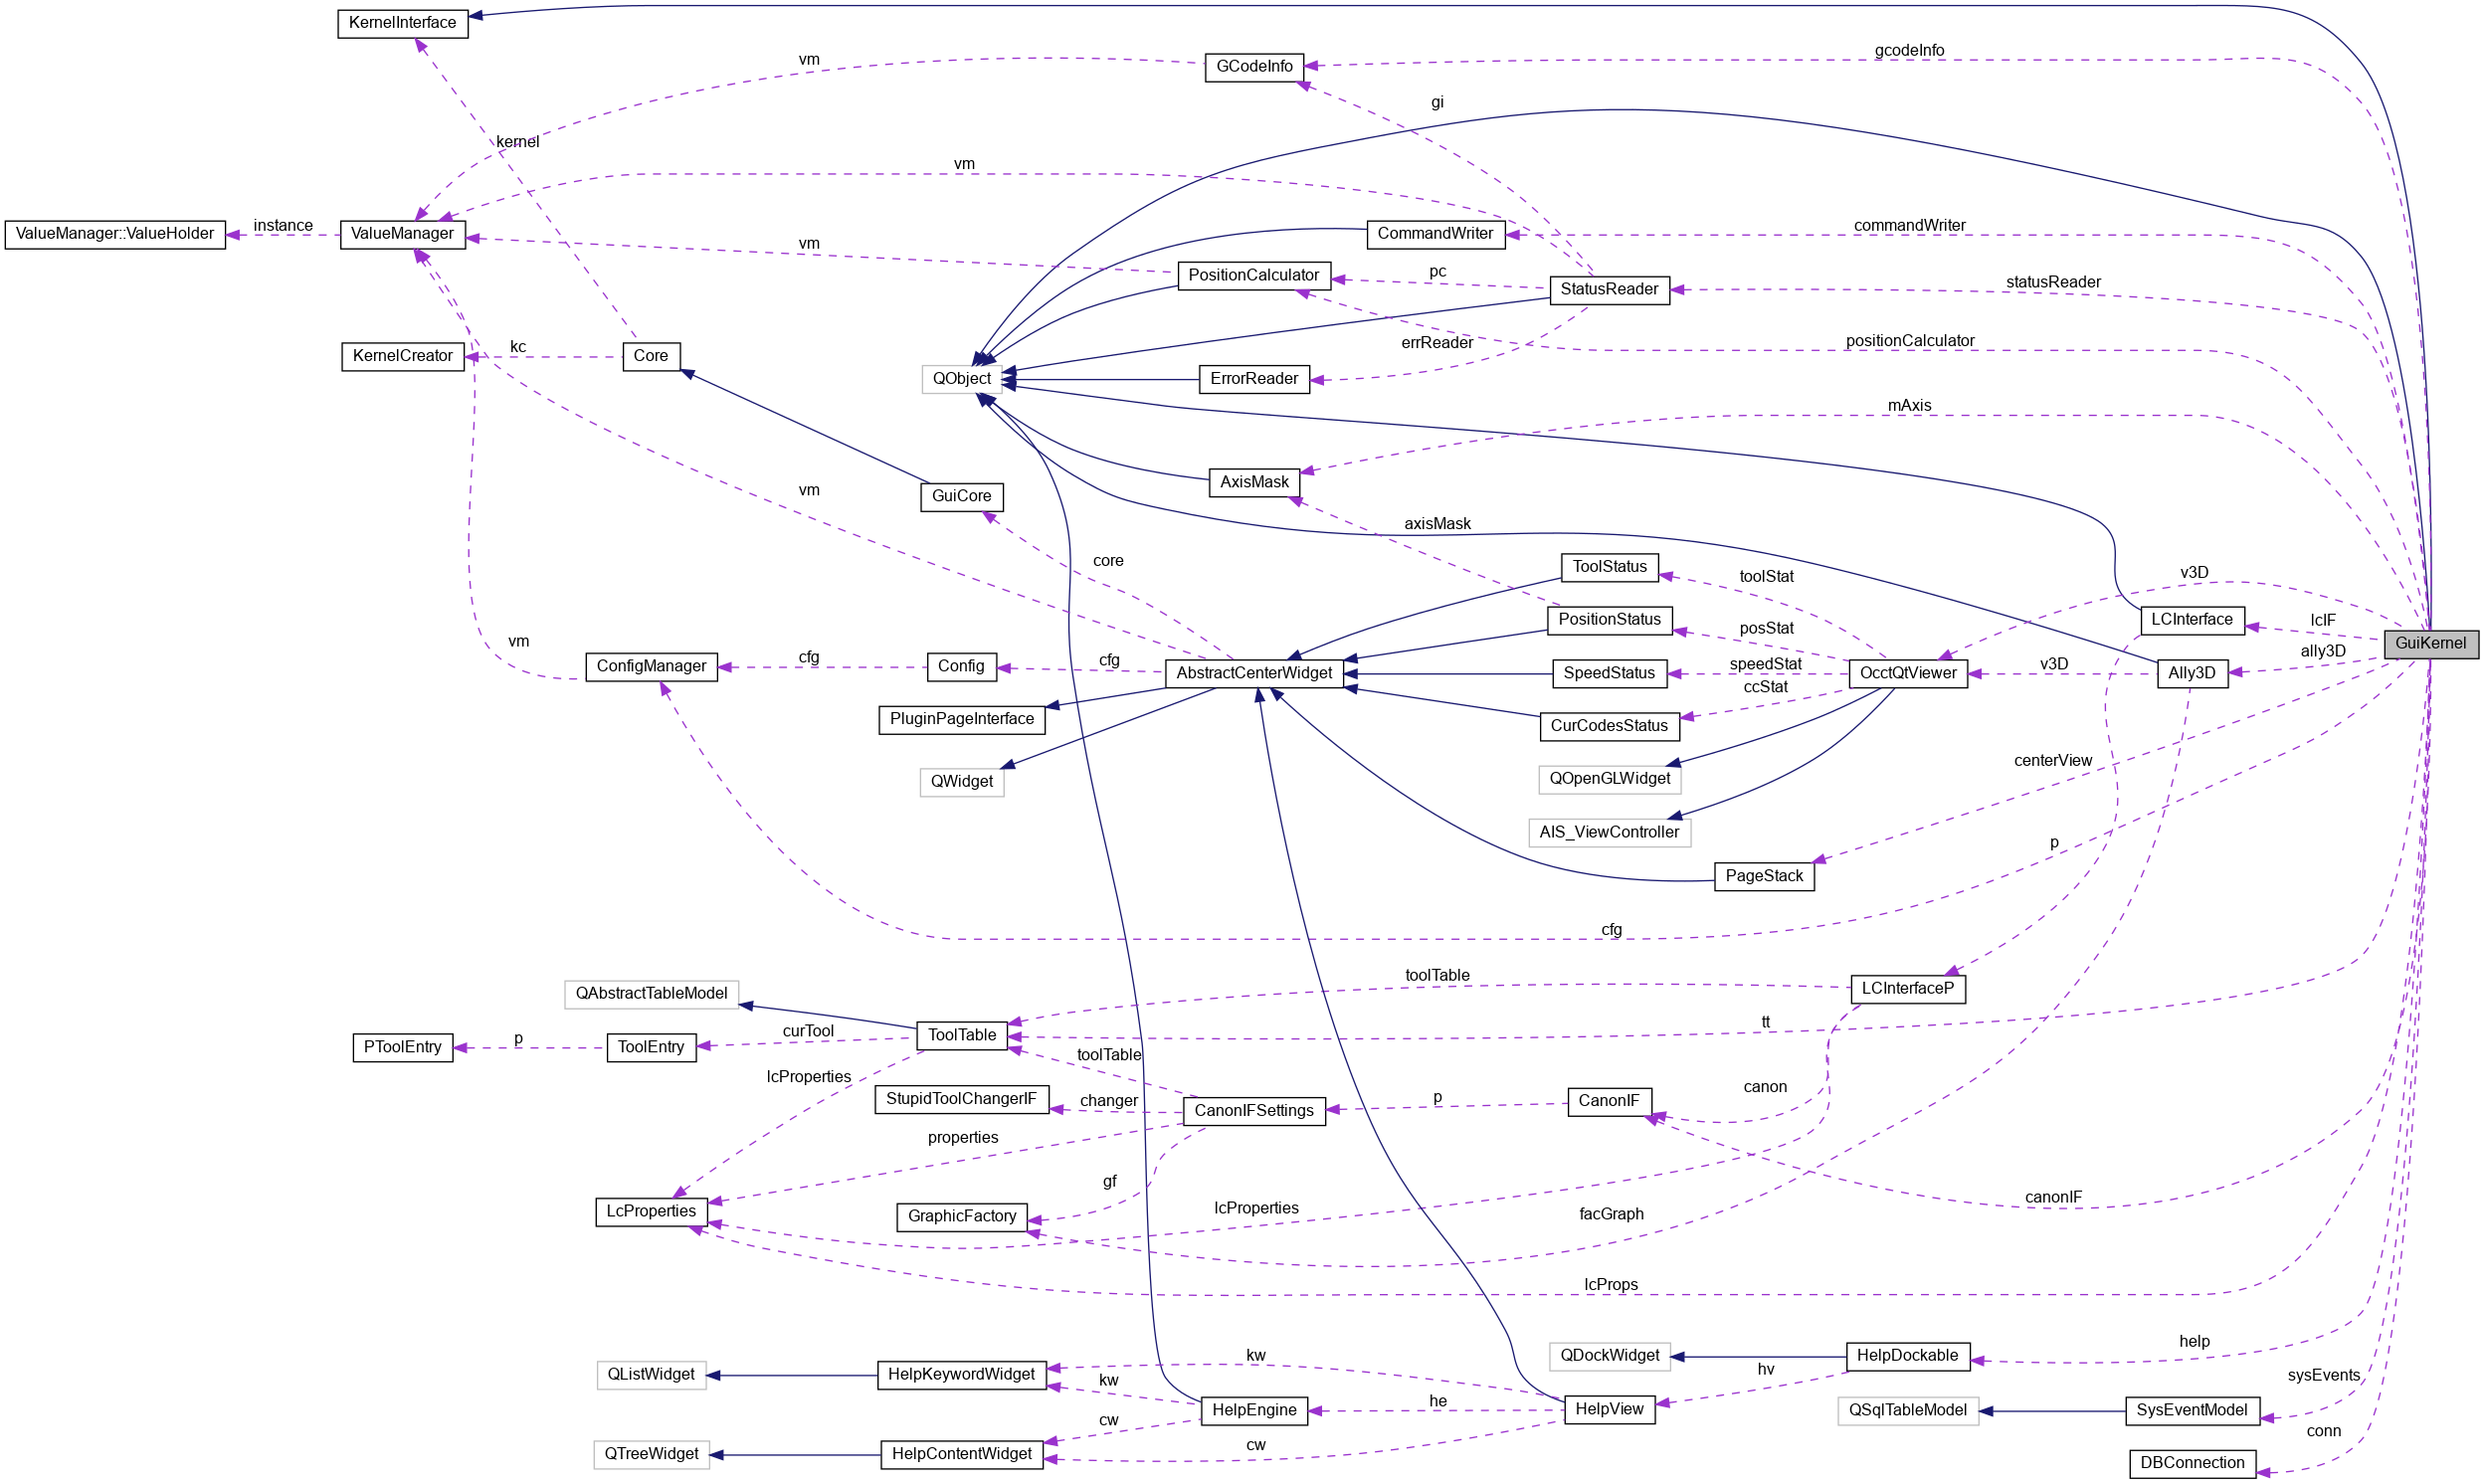 KernelInterface
gcodeInfo
vm
GCodeInfo
gi
kernel
vm
ValueManager::ValueHolder
instance
ValueManager
vm
CommandWriter
commandWriter
PositionCalculator
pc
StatusReader
statusReader
KernelCreator
kc
Core
QObject
ErrorReader
errReader
positionCalculator
mAxis
GuiCore
vm
AxisMask
axisMask
core
ToolStatus
toolStat
v3D
PositionStatus
posStat
LCInterface
lcIF
GuiKernel
vm
ConfigManager
cfg
Config
cfg
AbstractCenterWidget
SpeedStatus
speedStat
OcctQtViewer
v3D
Ally3D
ally3D
PluginPageInterface
CurCodesStatus
ccStat
QWidget
QOpenGLWidget
centerView
AIS_ViewController
p
PageStack
cfg
QAbstractTableModel
toolTable
LCInterfaceP
PToolEntry
p
ToolEntry
curTool
ToolTable
tt
toolTable
lcProperties
StupidToolChangerIF
changer
CanonIFSettings
p
CanonIF
canon
properties
gf
LcProperties
GraphicFactory
lcProperties
facGraph
canonIF
lcProps
QListWidget
HelpKeywordWidget
kw
kw
QDockWidget
HelpDockable
help
hv
sysEvents
HelpEngine
he
HelpView
QSqlTableModel
SysEventModel
cw
QTreeWidget
HelpContentWidget
cw
conn
DBConnection